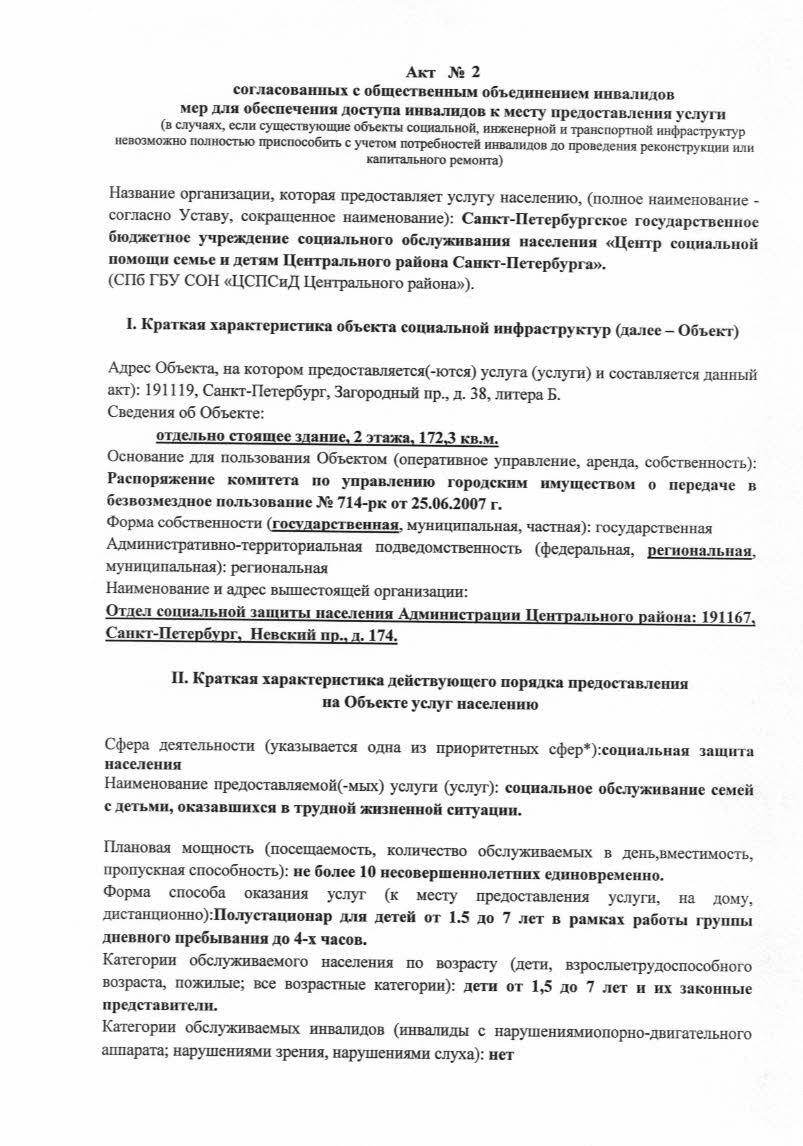 Акт № 2
согласованных с общественным объединением инвалидов
мер для обеспечения доступа инвалидов к месту предоставления услуги
(в случаях, если существующие объекты социальной, инженерной и транспортной инфраструктур
невозможно полностью приспособить с учетом потребностей инвалидов до проведения реконструкции или
капитального ремонта)
Название организации, которая предоставляет услугу населению, (полное наименование -
согласно Уставу, сокращенное наименование): Санкт-Петербургское государственное
бюджетное учреждение социального обслуживания населения «Центр социальной
помощи семье и детям Центрального района Санкт-Петербурга».
(СПб ГБУ СОН «ЦСПСиД Центрального района»).
I. Краткая характеристика объекта социальной инфраструктур (далее – Объект)
Адрес Объекта, на котором предоставляется(-ются) услуга (услуги) и составляется данный
акт): 191119, Санкт-Петербург, Загородный пр., д. 38, литера Б.
Сведения об Объекте:
отдельно стоящее здание, 2 этажа, 172,3 кв.м.
Основание для пользования Объектом (оперативное управление, аренда, собственность):
Распоряжение комитета по управлению городским имуществом о передаче в
безвозмездное пользование № 714-рк от 25.06.2007 г.
Форма собственности (государственная, муниципальная, частная): государственная
Административно-территориальная подведомственность (федеральная, региональная,
муниципальная): региональная
Наименование и адрес вышестоящей организации:
Отдел социальной защиты населения Администрации Центрального района: 191167,
Санкт-Петербург, Невский пр., д. 174.
II. Краткая характеристика действующего порядка предоставления
на Объекте услуг населению
Сфера деятельности (указывается одна из приоритетных сфер*):социальная защита
населения
Наименование предоставляемой(-мых) услуги (услуг): социальное обслуживание семей
с детьми, оказавшихся в трудной жизненной ситуации.
Плановая мощность (посещаемость, количество обслуживаемых в день,вместимость,
пропускная способность): не более 10 несовершеннолетних единовременно.
Форма способа оказания услуг (к месту предоставления услуги, на дому,
дистанционно):Полустационар для детей от 1.5 до 7 лет в рамках работы группы
дневного пребывания до 4-х часов.
Категории обслуживаемого населения по возрасту (дети, взрослыетрудоспособного
возраста, пожилые; все возрастные категории): дети от 1,5 до 7 лет и их законные
представители.
Категории обслуживаемых инвалидов (инвалиды с нарушениямиопорно-двигательного
аппарата; нарушениями зрения, нарушениями слуха): нет